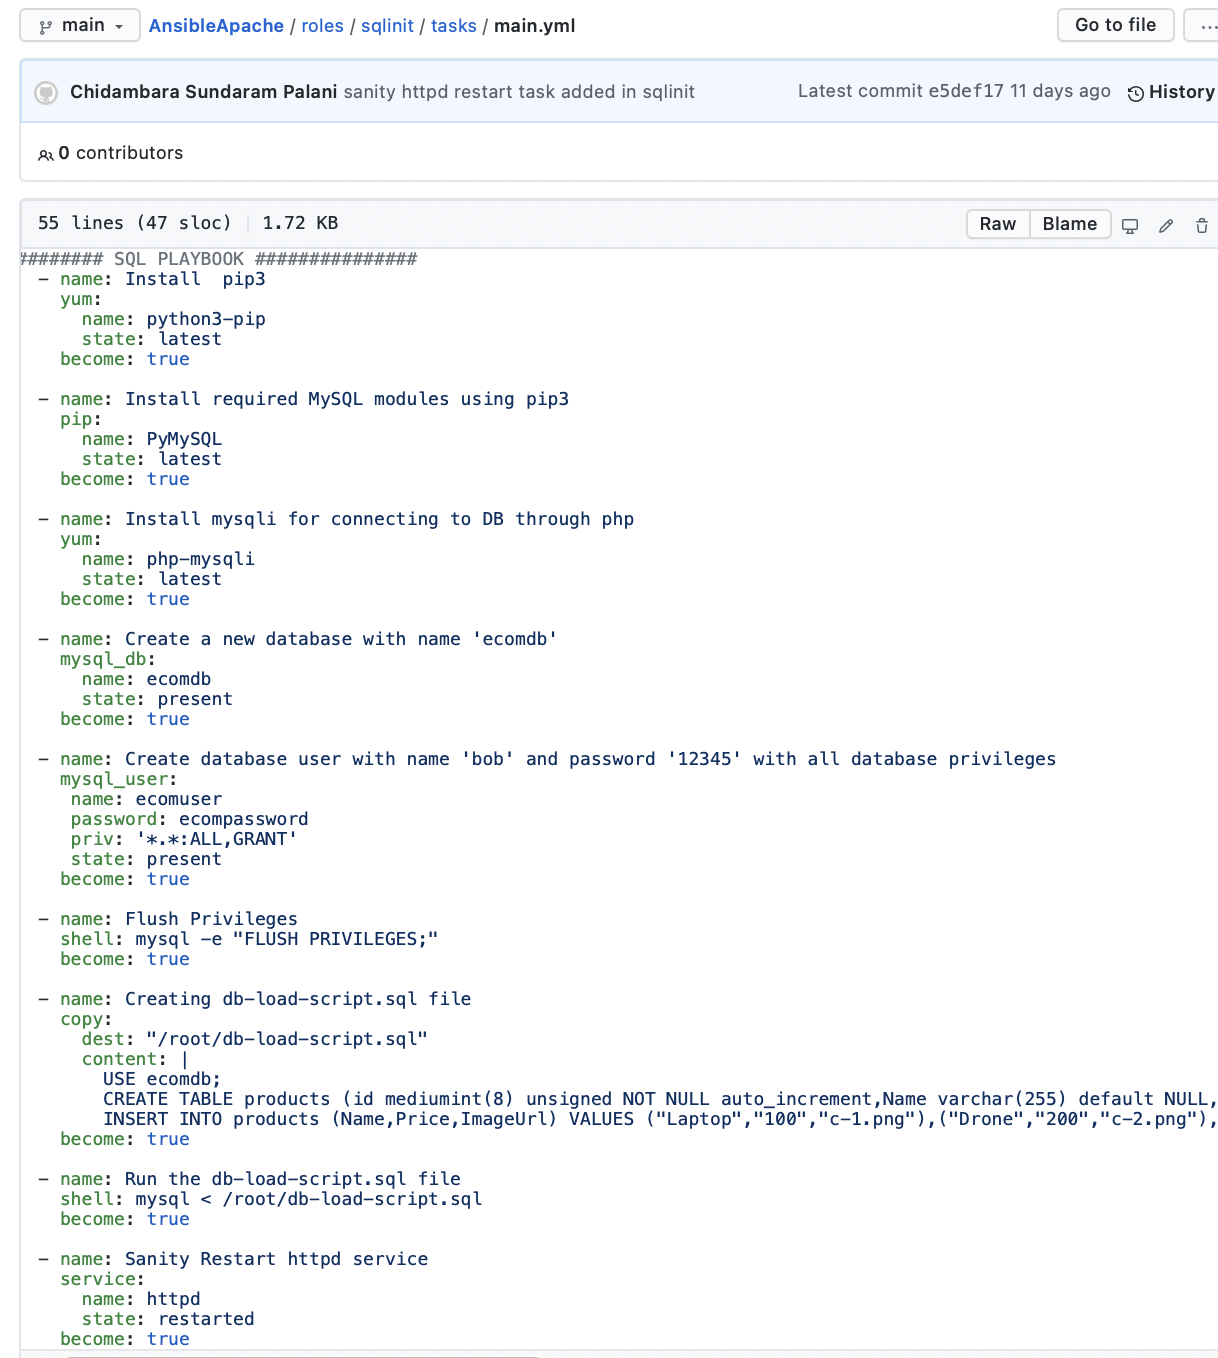 main
AnsibleApache / roles / sqlinit / tasks / main.yml
Go to file
...
Chidambara Sundaram Palani sanity httpd restart task added in sqlinit
Latest commit e5def17 11 days ago
History
0 contributors
55 lines (47 sloc) | 1.72 KB
Raw
Blame
######## SQL PLAYBOOK ###############
- name: Install  pip3
  yum:
    name: python3-pip
    state: latest
  become: true
- name: Install required MySQL modules using pip3
  pip:
    name: PyMySQL
    state: latest
  become: true
- name: Install mysqli for connecting to DB through php
  yum:
    name: php-mysqli
    state: latest
  become: true
- name: Create a new database with name 'ecomdb'
  mysql_db:
    name: ecomdb
    state: present
  become: true
- name: Create database user with name 'bob' and password '12345' with all database privileges
  mysql_user:
   name: ecomuser
   password: ecompassword
   priv: '*.*:ALL,GRANT'
   state: present
  become: true
- name: Flush Privileges
  shell: mysql -e "FLUSH PRIVILEGES;"
  become: true
- name: Creating db-load-script.sql file
  copy:
    dest: "/root/db-load-script.sql"
    content: |
      USE ecomdb;
      CREATE TABLE products (id mediumint(8) unsigned NOT NULL auto_increment,Name varchar(255) default NULL,
      INSERT INTO products (Name,Price,ImageUrl) VALUES ("Laptop","100","c-1.png"),("Drone","200","c-2.png"),
  become: true
- name: Run the db-load-script.sql file
  shell: mysql < /root/db-load-script.sql
  become: true
- name: Sanity Restart httpd service
  service:
    name: httpd
    state: restarted
  become: true